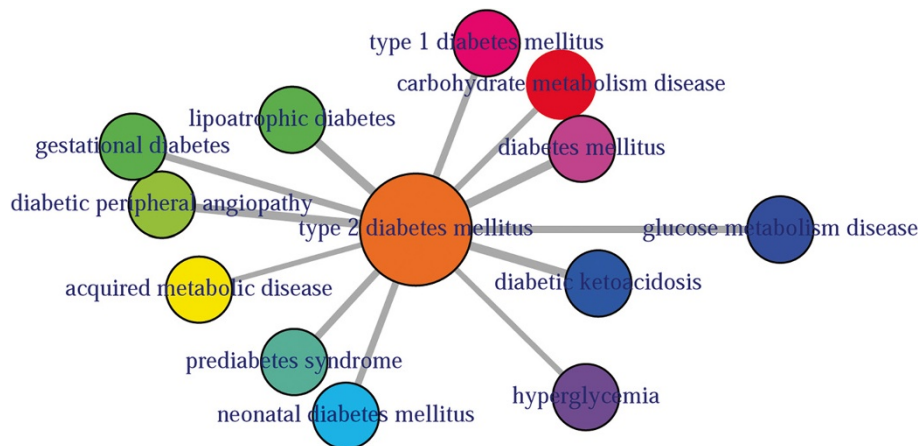 type 1 diabetes mellitus
carbohydrate metabolism disease
lipoatrophic diabetes
gestational diabetes
diabetes mellitus
diabetic peripheral angiopathy
type 2 diabetes mellitus
glucose metabolism disease
diabetic ketoacidosis
acquired metabolic disease
prediabetes syndrome
hyperglycemia
neonatal diabetes mellitus